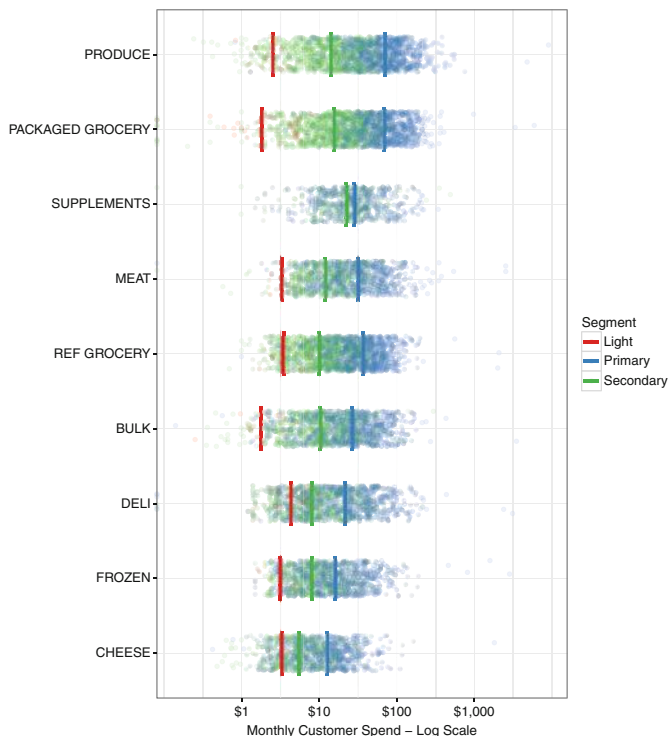 PRODUCE
PACKAGED GROCERY
SUPPLEMENTS
MEAT
REF GROCERY
BULK
DELI
FROZEN
CHEESE
Segment
Light
Primary
Secondary
$1 $10 $100 $1,000
Monthly Customer Spend − Log Scale